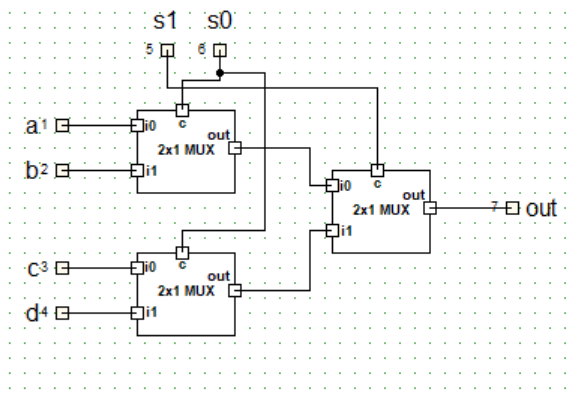 s1 s0
5 6
a 1 i0 c out
2x1 MUX
b 2 i1
i0 c out
2x1 MUX 7 out
i1
c 3 i0 c out
2x1 MUX
d 4 i1